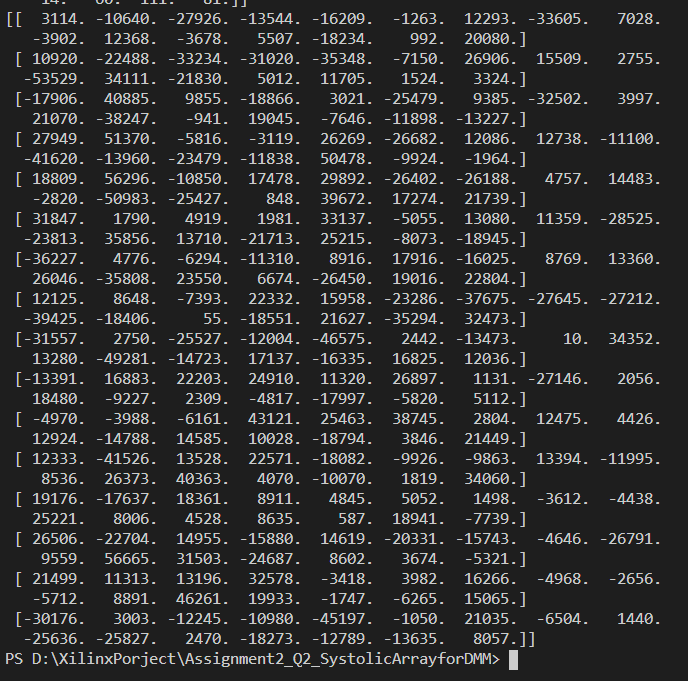 [[  3114. -10640. -27926. -13544. -16209.  -1263.  12293. -33605.   7028.
   -3902.  12368.  -3678.   5507. -18234.    992.  20080.]
 [ 10920. -22488. -33234. -31020. -35348.  -7150.  26906.  15509.   2755.
  -53529.  34111. -21830.   5012.  11705.   1524.   3324.]
 [-17906.  40885.   9855. -18866.   3021. -25479.   9385. -32502.   3997.
   21070. -38247.   -941.  19045.  -7646. -11898. -13227.]
 [ 27949.  51370.  -5816.  -3119.  26269. -26682.  12086.  12738. -11100.
  -41620. -13960. -23479. -11838.  50478.  -9924.  -1964.]
 [ 18809.  56296. -10850.  17478.  29892. -26402. -26188.   4757.  14483.
   -2820. -50983. -25427.    848.  39672.  17274.  21739.]
 [ 31847.   1790.   4919.   1981.  33137.  -5055.  13080.  11359. -28525.
  -23813.  35856.  13710. -21713.  25215.  -8073. -18945.]
 [-36227.   4776.  -6294. -11310.   8916.  17916. -16025.   8769.  13360.
   26046. -35808.  23550.   6674. -26450.  19016.  22804.]
 [ 12125.   8648.  -7393.  22332.  15958. -23286. -37675. -27645. -27212.
  -39425. -18406.     55. -18551.  21627. -35294.  32473.]
 [-31557.   2750. -25527. -12004. -46575.   2442. -13473.     10.  34352.
   13280. -49281. -14723.  17137. -16335.  16825.  12036.]
 [-13391.  16883.  22203.  24910.  11320.  26897.   1131. -27146.   2056.
   18480.  -9227.   2309.  -4817. -17997.  -5820.   5112.]
 [ -4970.  -3988.  -6161.  43121.  25463.  38745.   2804.  12475.   4426.
   12924. -14788.  14585.  10028. -18794.   3846.  21449.]
 [ 12333. -41526.  13528.  22571. -18082.  -9926.  -9863.  13394. -11995.
    8536.  26373.  40363.   4070. -10070.   1819.  34060.]
 [ 19176. -17637.  18361.   8911.   4845.   5052.   1498.  -3612.  -4438.
   25221.   8006.   4528.   8635.    587.  18941.  -7739.]
 [ 26506. -22704.  14955. -15880.  14619. -20331. -15743.  -4646. -26791.
    9559.  56665.  31503. -24687.   8602.   3674.  -5321.]
 [ 21499.  11313.  13196.  32578.  -3418.   3982.  16266.  -4968.  -2656.
   -5712.   8891.  46261.  19933.  -1747.  -6265.  15065.]
 [-30176.   3003. -12245. -10980. -45197.  -1050.  21035.  -6504.   1440.
  -25636. -25827.   2470. -18273. -12789. -13635.   8057.]]
PS D:\XilinxPorject\Assignment2_Q2_SystolicArrayforDMM>